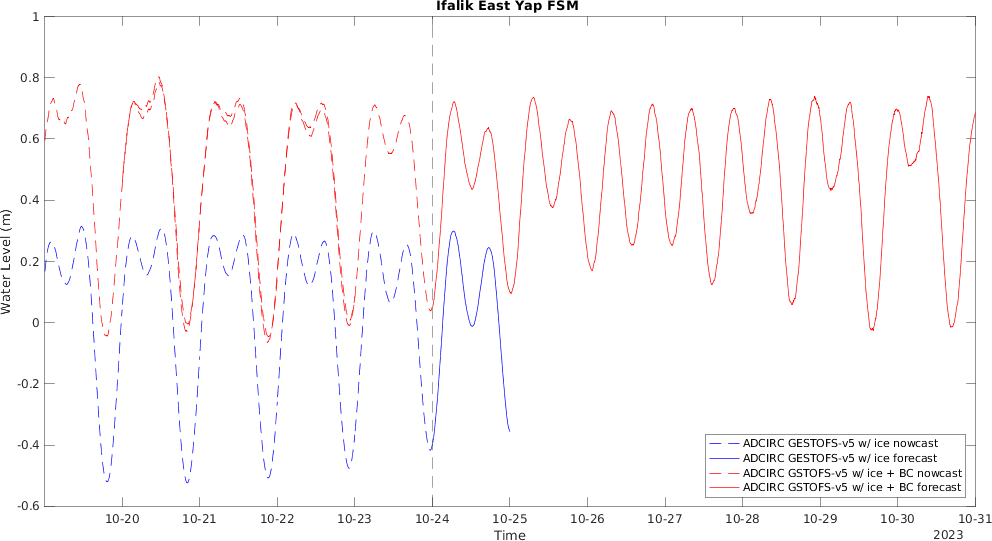 Ifalik East Yap FSM
1
0.8
0.6
0.4
0.2
0
-0.2
-0.4
-0.6
Water Level (m)
ADCIRC GESTOFS-v5 w/ ice nowcast
ADCIRC GESTOFS-v5 w/ ice forecast
ADCIRC GSTOFS-v5 w/ ice + BC nowcast
ADCIRC GSTOFS-v5 w/ ice + BC forecast
10-20 10-21 10-22 10-23 10-24 10-25 10-26 10-27 10-28 10-29 10-30 10-31
Time
2023